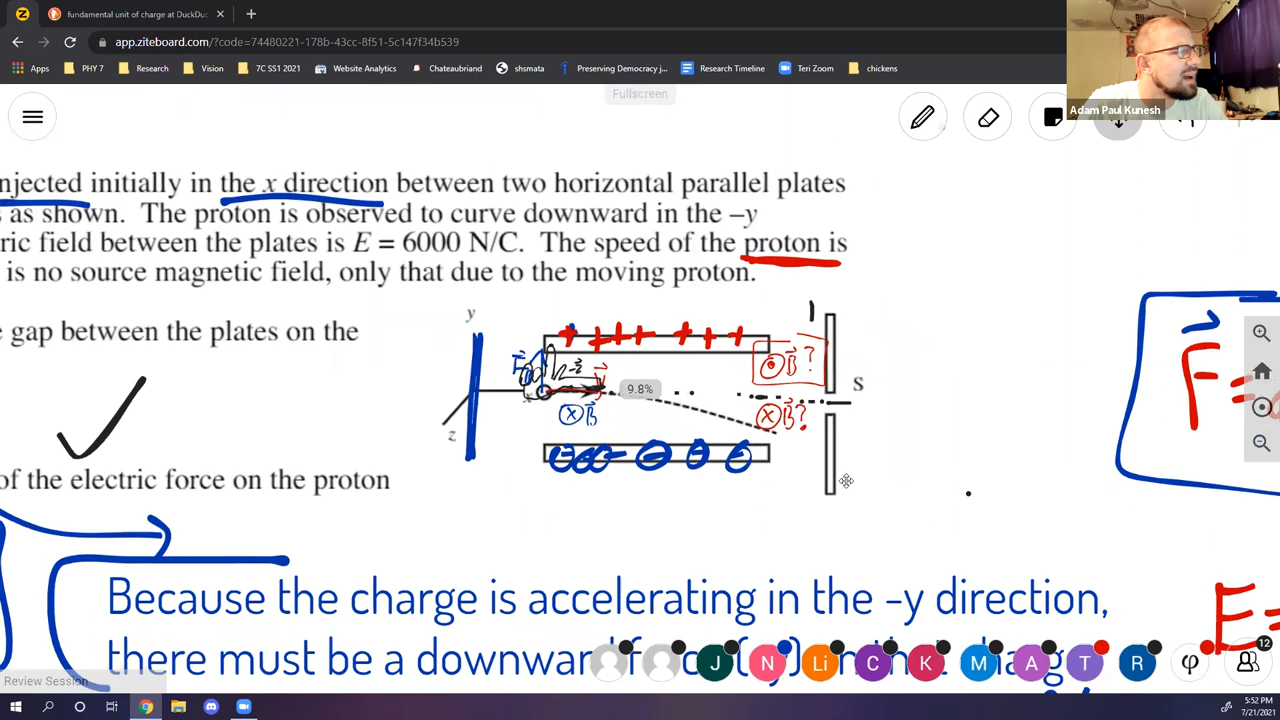 fundamental unit of charge at DuckDuc
app.ziteboard.com/?code=74480221-178b-43cc-8f51-5c147f34b539
Apps PHY 7 Research Vision 7C SS1 2021 Website Analytics Chateaubriand shsmata Preserving Democracy j... Research Timeline Teri Zoom chickens
Fullscreen
Adam Paul Kunesh
njected initially in the x direction between two horizontal parallel plates
s as shown. The proton is observed to curve downward in the –y
ric field between the plates is E = 6000 N/C. The speed of the proton is
is no source magnetic field, only that due to the moving proton.
e gap between the plates on the
y
+ + + + + + +
B ?
9.8%
S
B
B?
z
F =
of the electric force on the proton
Because the charge is accelerating in the -y direction,
E =
there must be a downward
J N Li C K M A T R φ
12
Review Session
5:52 PM
7/21/2021